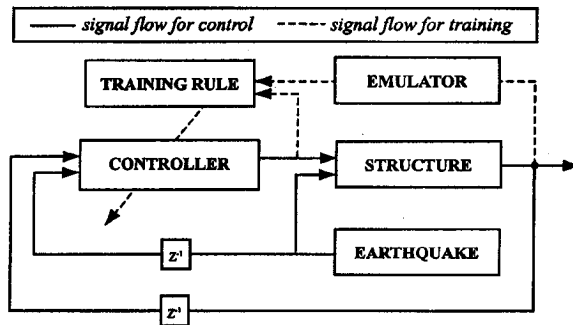 signal flow for control signal flow for training
TRAINING RULE EMULATOR
CONTROLLER STRUCTURE
Z⁻¹ EARTHQUAKE
Z⁻¹